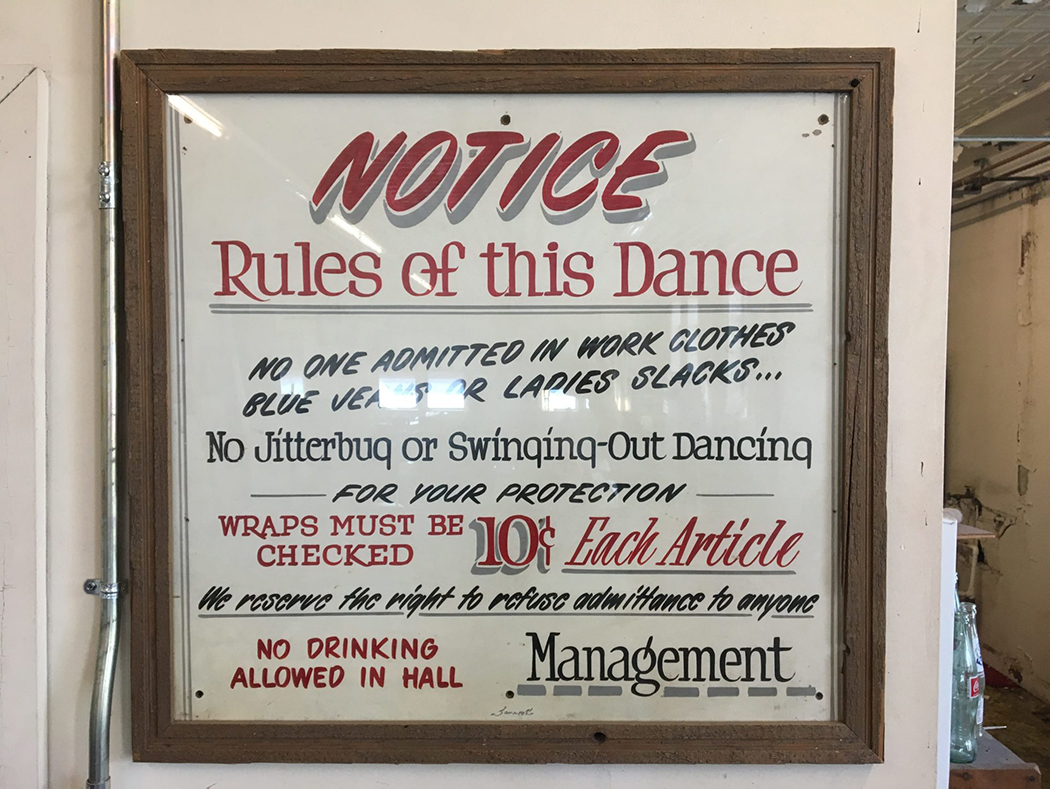 NOTICE
Rules of this Dance
NO ONE ADMITTED IN WORK CLOTHES
BLUE JEANS OR LADIES SLACKS...
No Jitterbug or Swinging-Out Dancing
FOR YOUR PROTECTION
WRAPS MUST BE CHECKED 10¢ Each Article
We reserve the right to refuse admittance to anyone
NO DRINKING
ALLOWED IN HALL
Management